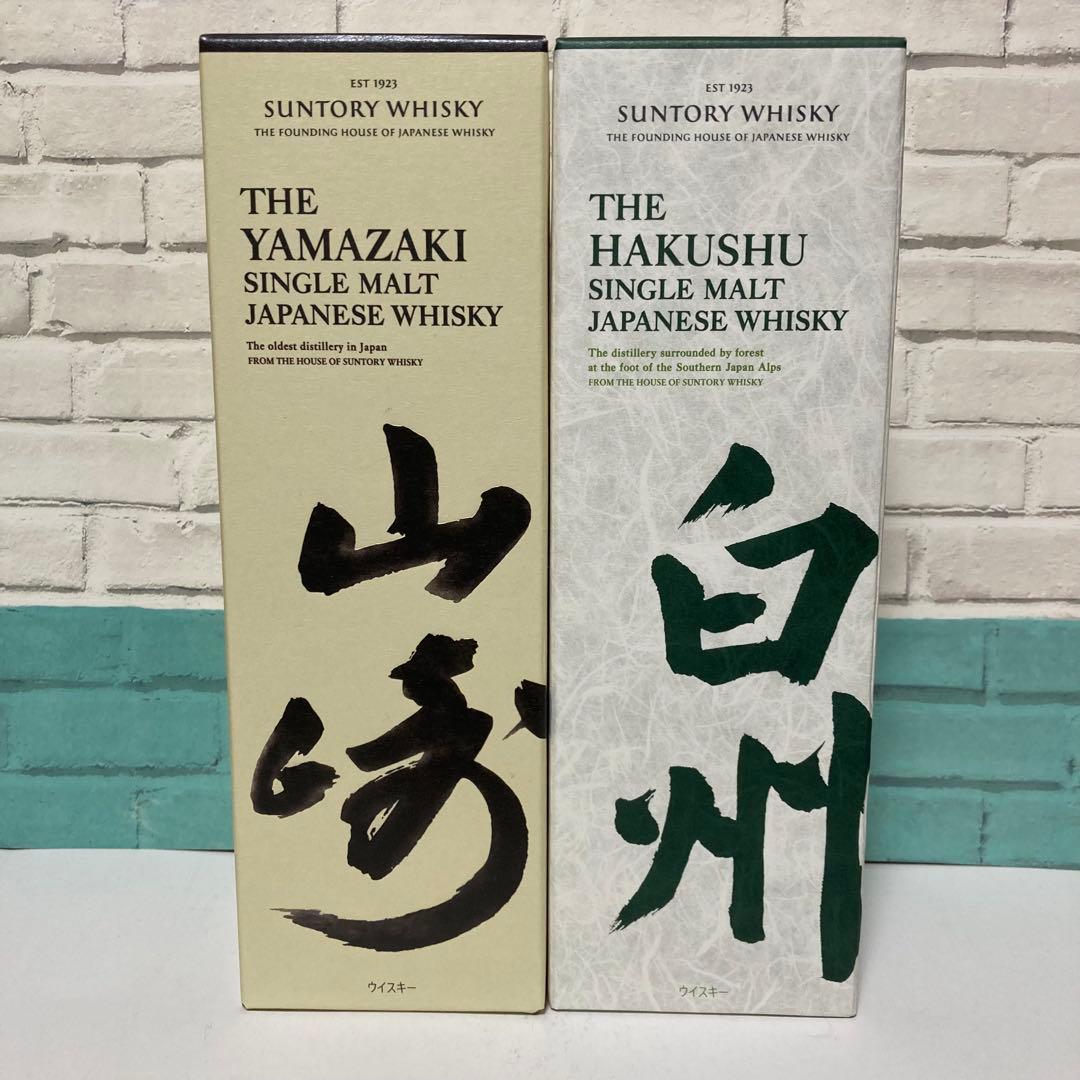 EST 1923
SUNTORY WHISKY
THE FOUNDING HOUSE OF JAPANESE WHISKY
THE
YAMAZAKI
SINGLE MALT
JAPANESE WHISKY
The oldest distillery in Japan
FROM THE HOUSE OF SUNTORY WHISKY
山
崎
ウイスキー
EST 1923
SUNTORY WHISKY
THE FOUNDING HOUSE OF JAPANESE WHISKY
THE
HAKUSHU
SINGLE MALT
JAPANESE WHISKY
The distillery surrounded by forest
at the foot of the Southern Japan Alps
FROM THE HOUSE OF SUNTORY WHISKY
白
州
ウイスキー